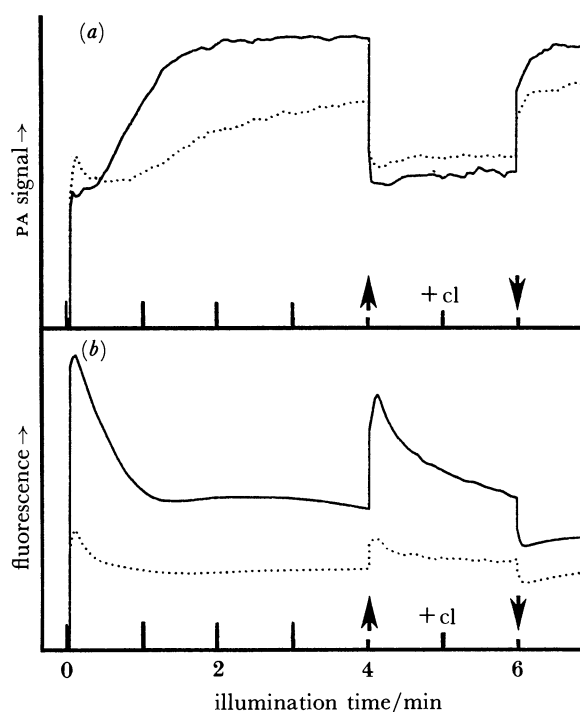 (a)
PA signal→
+cl
(b)
fluorescence→
+cl
0 2 4 6
illumination time/min